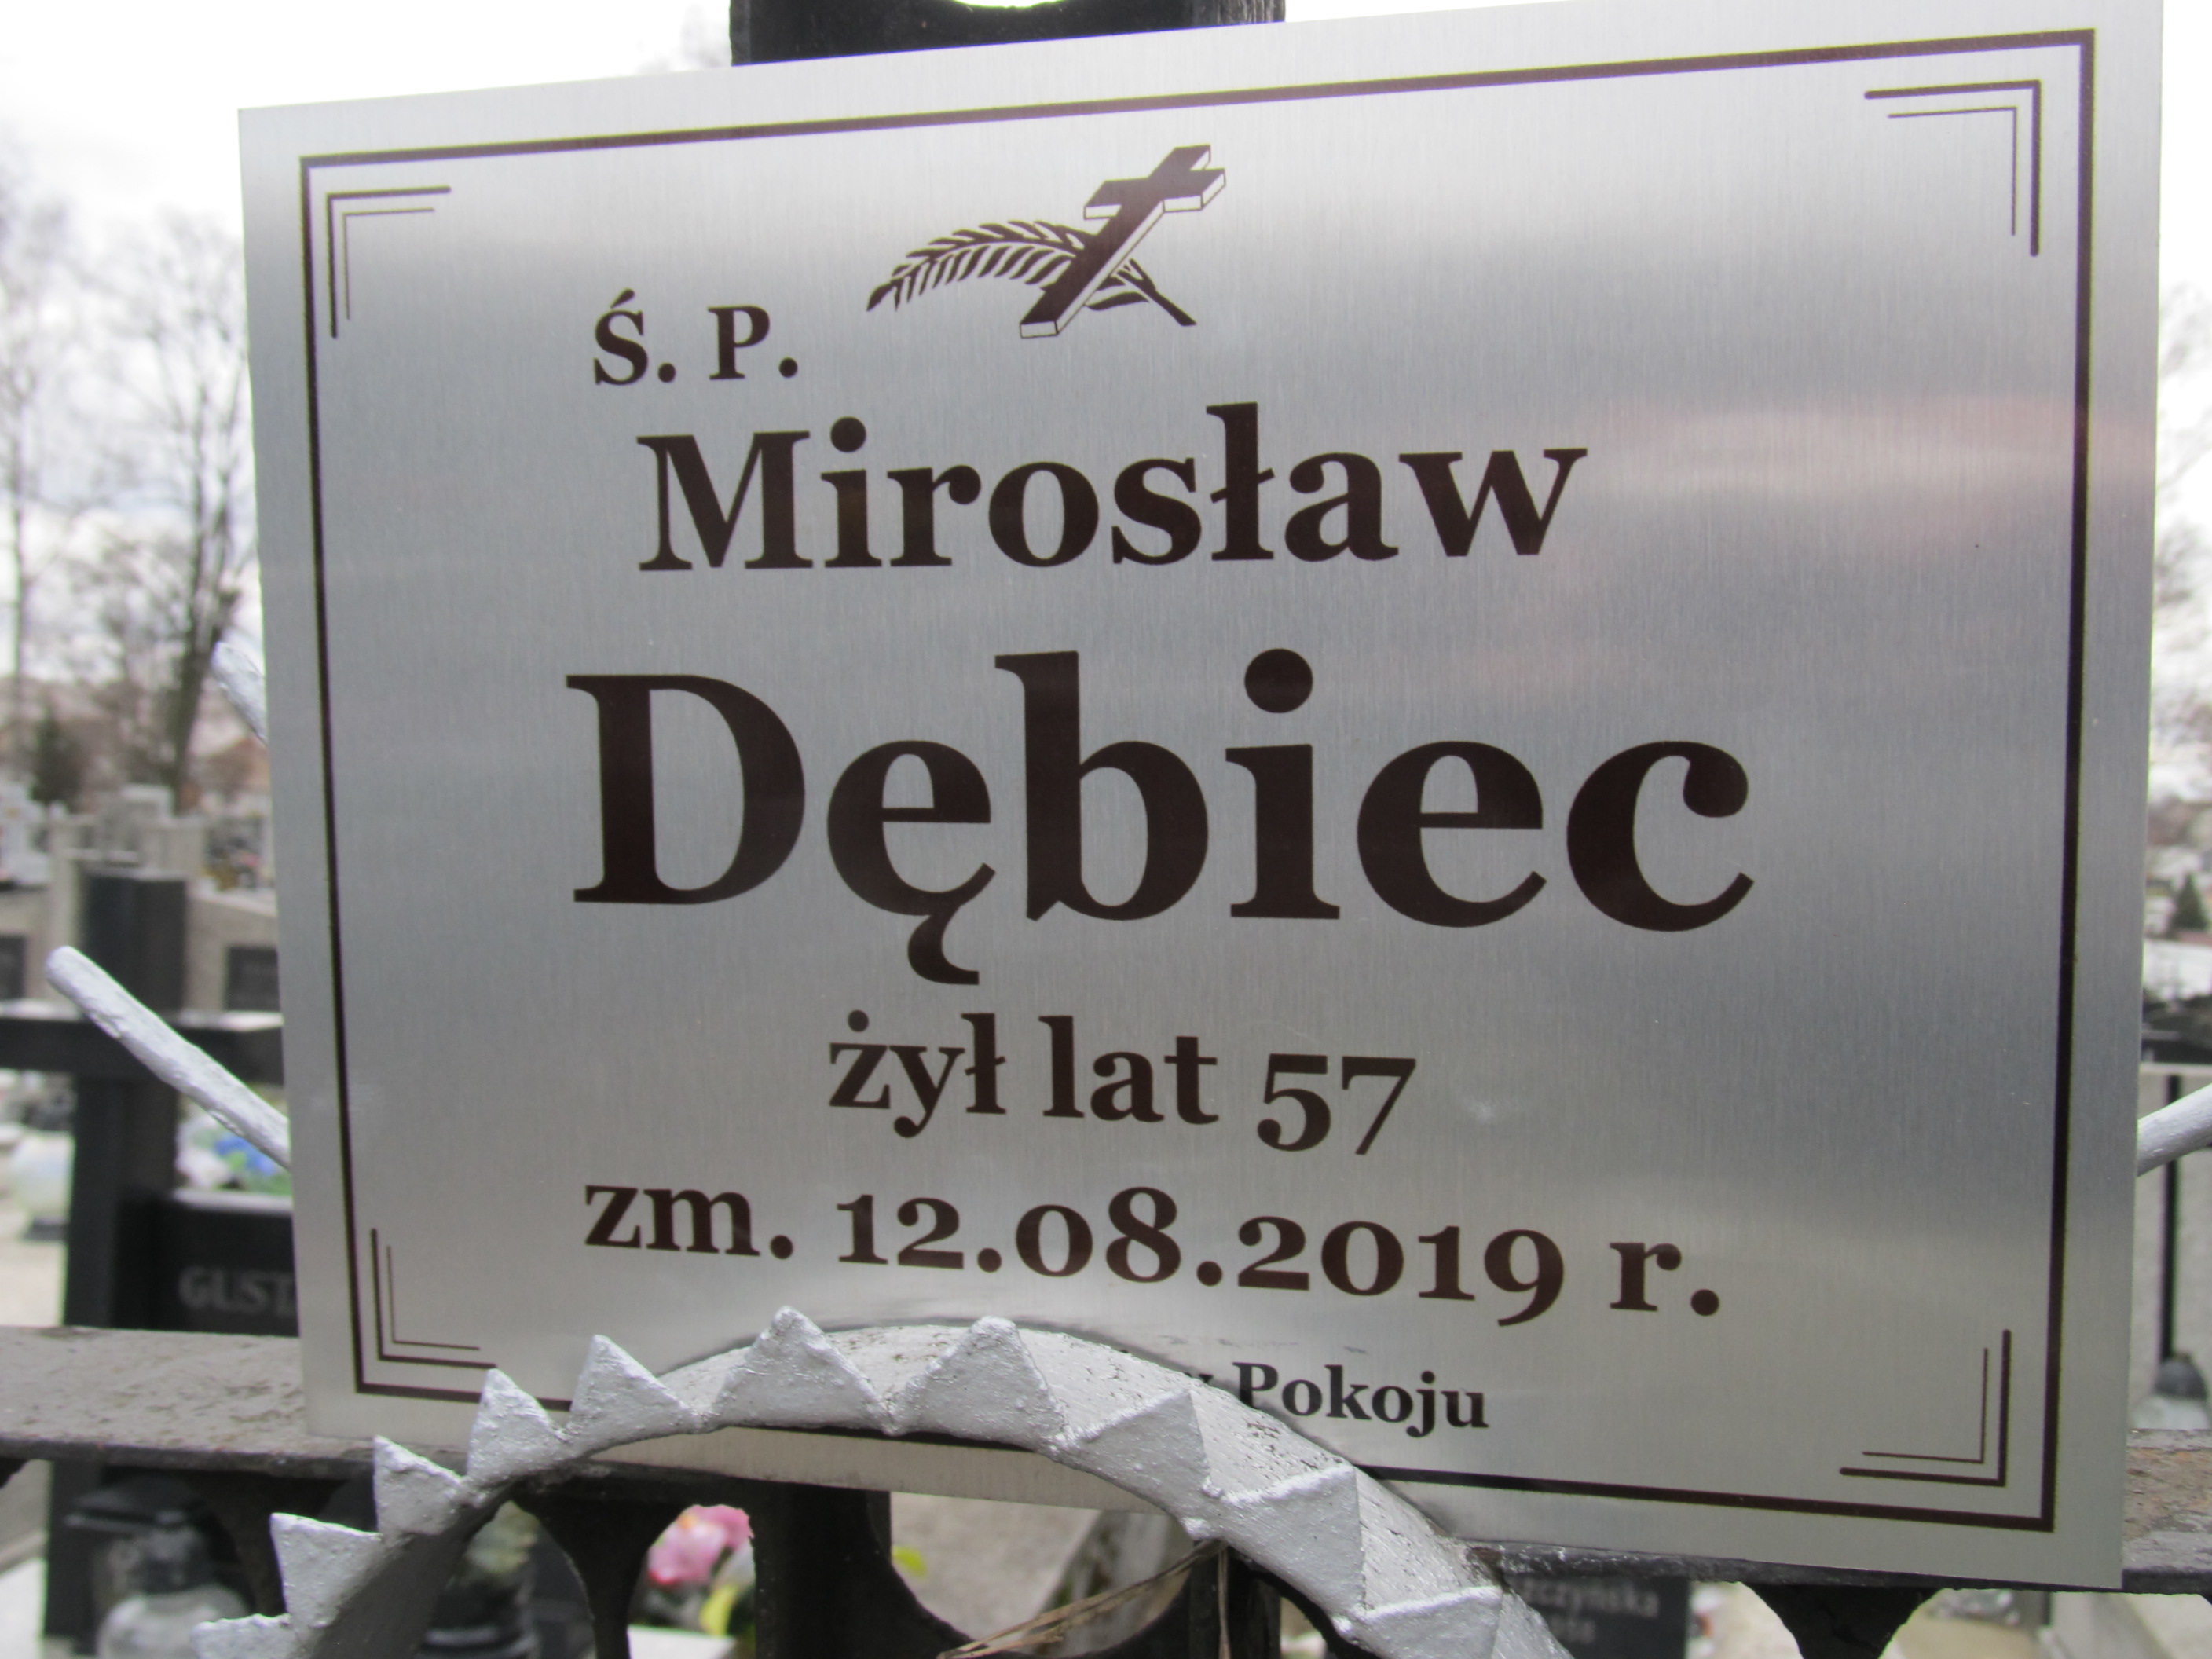 Ś. P.
Mirosław
Dębiec
żył lat 57
zm. 12.08.2019 r.
Pokoju